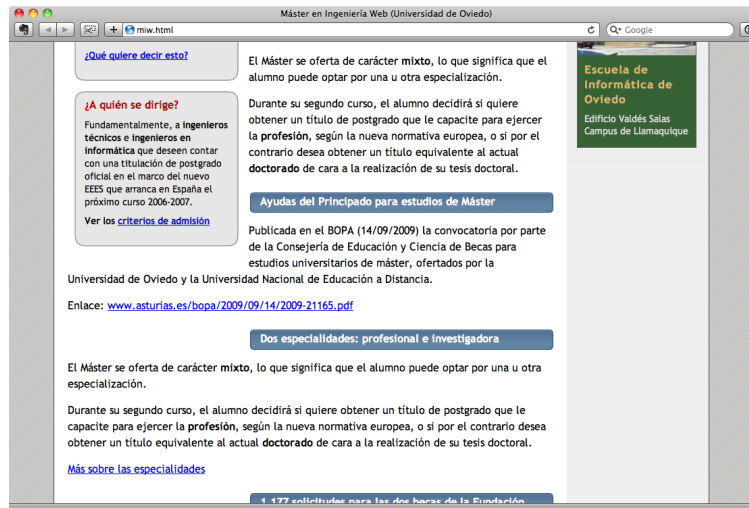 Máster en Ingeniería Web (Universidad de Oviedo)
miw.html
Google
¿Qué quiere decir esto?
¿A quién se dirige?
Fundamentalmente, a ingenieros
técnicos e ingenieros en
informática que deseen contar
con una titulación de postgrado
oficial en el marco del nuevo
EEES que arranca en España el
próximo curso 2006-2007.
Ver los criterios de admisión
El Máster se oferta de carácter mixto, lo que significa que el
alumno puede optar por una u otra especialización.
Durante su segundo curso, el alumno decidirá si quiere
obtener un título de postgrado que le capacite para ejercer
la profesión, según la nueva normativa europea, o si por el
contrario desea obtener un título equivalente al actual
doctorado de cara a la realización de su tesis doctoral.
Ayudas del Principado para estudios de Máster
Publicada en el BOPA (14/09/2009) la convocatoria por parte
de la Consejería de Educación y Ciencia de Becas para
estudios universitarios de máster, ofertados por la
Universidad de Oviedo y la Universidad Nacional de Educación a Distancia.
Enlace: www.asturias.es/bopa/2009/09/14/2009-21165.pdf
Dos especialidades: profesional e investigadora
El Máster se oferta de carácter mixto, lo que significa que el alumno puede optar por una u otra
especialización.
Durante su segundo curso, el alumno decidirá si quiere obtener un título de postgrado que le
capacite para ejercer la profesión, según la nueva normativa europea, o si por el contrario desea
obtener un título equivalente al actual doctorado de cara a la realización de su tesis doctoral.
Más sobre las especialidades
1.177 solicitudes para las dos becas de la Fundación
Escuela de
Informática de
Oviedo
Edificio Valdés Salas
Campus de Llamaquique